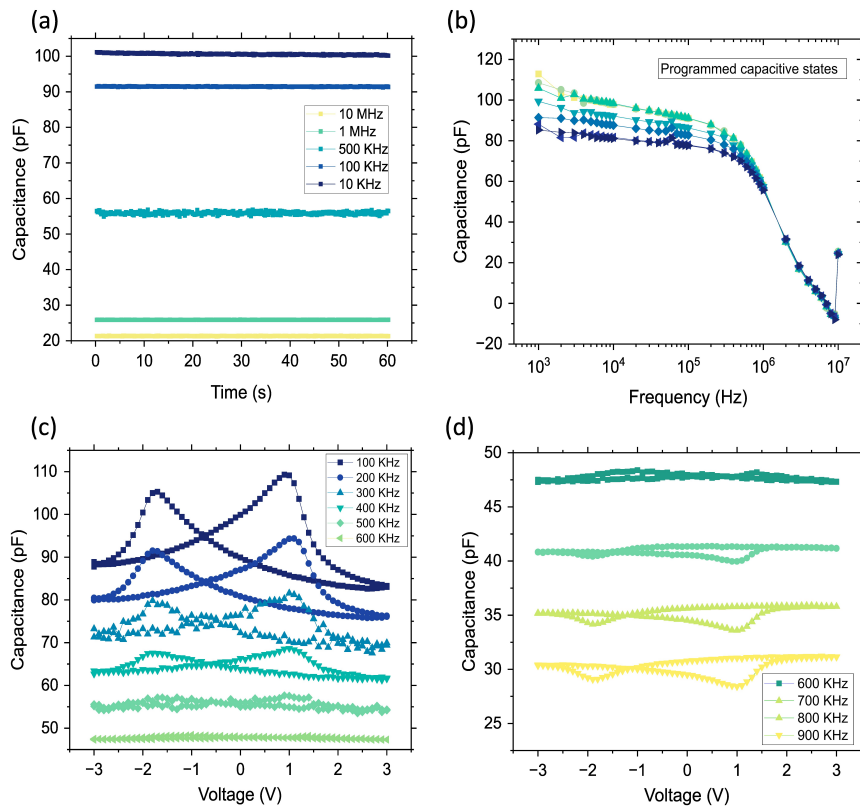 (a)
Capacitance (pF)
100
90
80
70
60
50
40
30
20
10 MHz
1 MHz
500 KHz
100 KHz
10 KHz
0 10 20 30 40 50 60
Time (s)
(b)
Capacitance (pF)
120
100
80
60
40
20
0
−20
Programmed capacitive states
10³ 10⁴ 10⁵ 10⁶ 10⁷
Frequency (Hz)
(c)
Capacitance (pF)
110
100
90
80
70
60
50
100 KHz
200 KHz
300 KHz
400 KHz
500 KHz
600 KHz
−3 −2 −1 0 1 2 3
Voltage (V)
(d)
Capacitance (pF)
50
45
40
35
30
25
600 KHz
700 KHz
800 KHz
900 KHz
−3 −2 −1 0 1 2 3
Voltage (V)